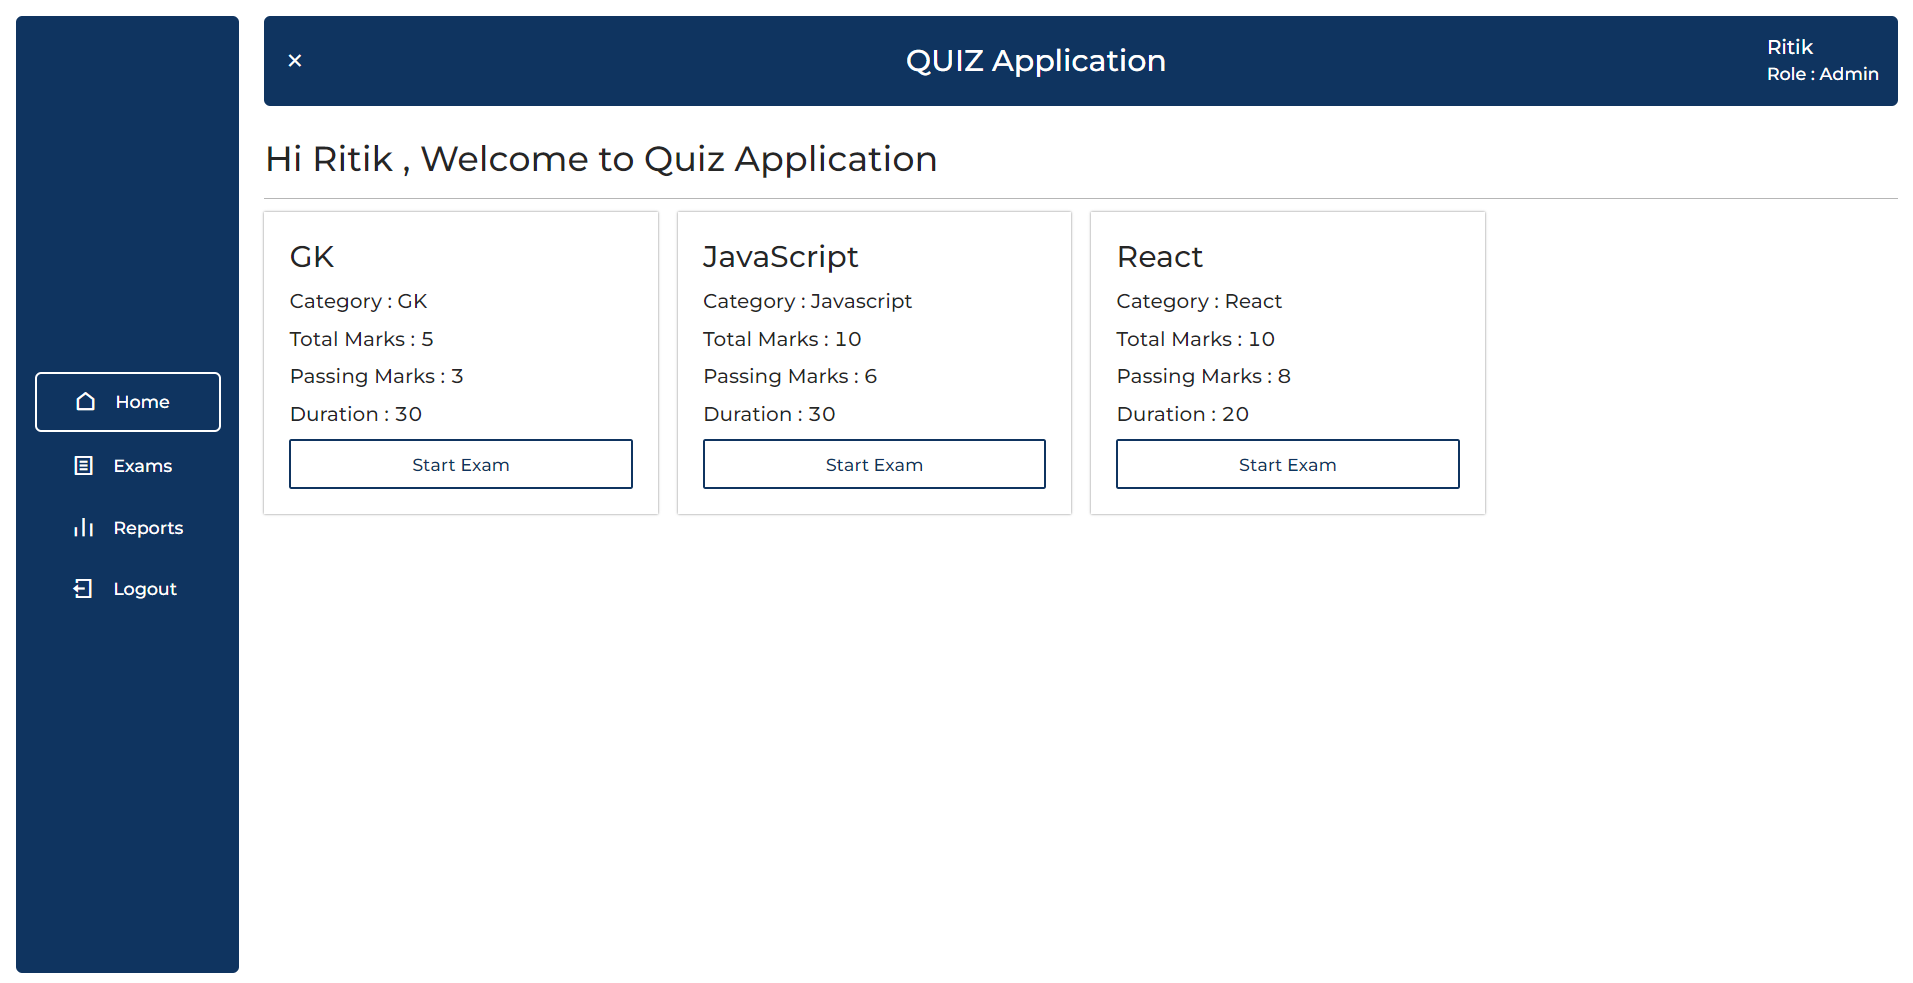 QUIZ Application
Ritik
Role : Admin
Home
Exams
Reports
Logout
Hi Ritik , Welcome to Quiz Application
GK
Category : GK
Total Marks : 5
Passing Marks : 3
Duration : 30
Start Exam
JavaScript
Category : Javascript
Total Marks : 10
Passing Marks : 6
Duration : 30
Start Exam
React
Category : React
Total Marks : 10
Passing Marks : 8
Duration : 20
Start Exam